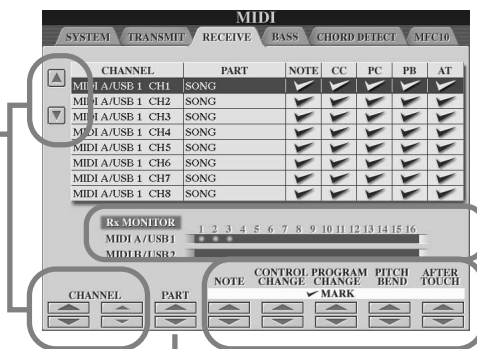 MIDI
SYSTEM TRANSMIT RECEIVE BASS CHORD DETECT MFC10
CHANNEL PART NOTE CC PC PB AT
MIDI A/USB 1 CH1 SONG
MIDI A/USB 1 CH2 SONG
MIDI A/USB 1 CH3 SONG
MIDI A/USB 1 CH4 SONG
MIDI A/USB 1 CH5 SONG
MIDI A/USB 1 CH6 SONG
MIDI A/USB 1 CH7 SONG
MIDI A/USB 1 CH8 SONG
Rx MONITOR 1 2 3 4 5 6 7 8 9 10 11 12 13 14 15 16
MIDI A/USB1
MIDI B/USB2
CHANNEL PART NOTE CONTROL CHANGE PROGRAM CHANGE PITCH BEND AFTER TOUCH
MARK